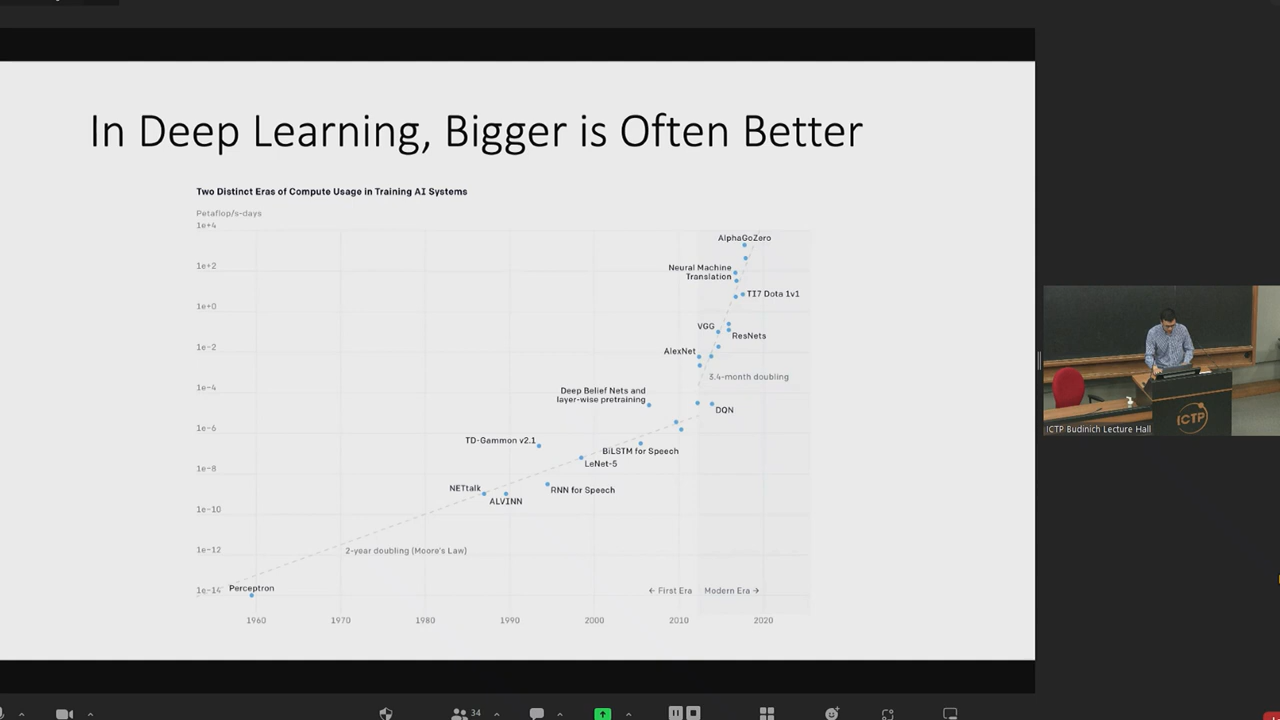 In Deep Learning, Bigger is Often Better
Two Distinct Eras of Compute Usage in Training AI Systems
Petaflop/s-days
1e+4
1e+2
1e+0
1e-2
1e-4
1e-6
1e-8
1e-10
1e-12
1e-14
AlphaGoZero
Neural Machine
Translation
TI7 Dota 1v1
VGG
ResNets
AlexNet
3.4-month doubling
Deep Belief Nets and
layer-wise pretraining
DQN
TD-Gammon v2.1
BiLSTM for Speech
LeNet-5
NETtalk
RNN for Speech
ALVINN
2-year doubling (Moore's Law)
Perceptron
← First Era
Modern Era →
1960
1970
1980
1990
2000
2010
2020
ICTP
ICTP Budinich Lecture Hall
34